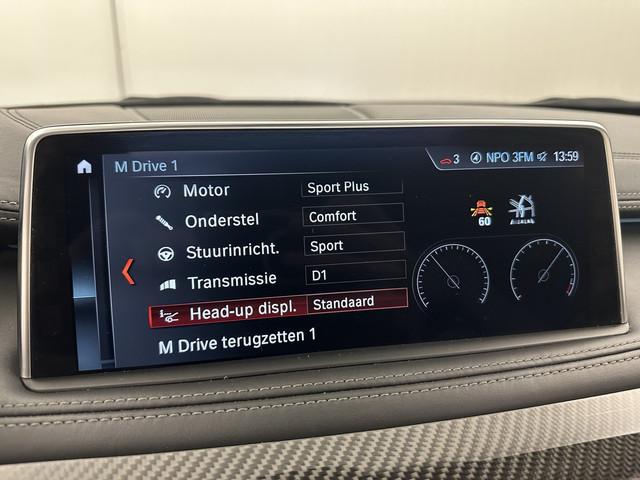 M Drive 1
3 NPO 3FM 13:59
Motor Sport Plus
Onderstel Comfort
Stuurinricht. Sport
Transmissie D1
Head-up displ. Standaard
M Drive terugzetten 1
60